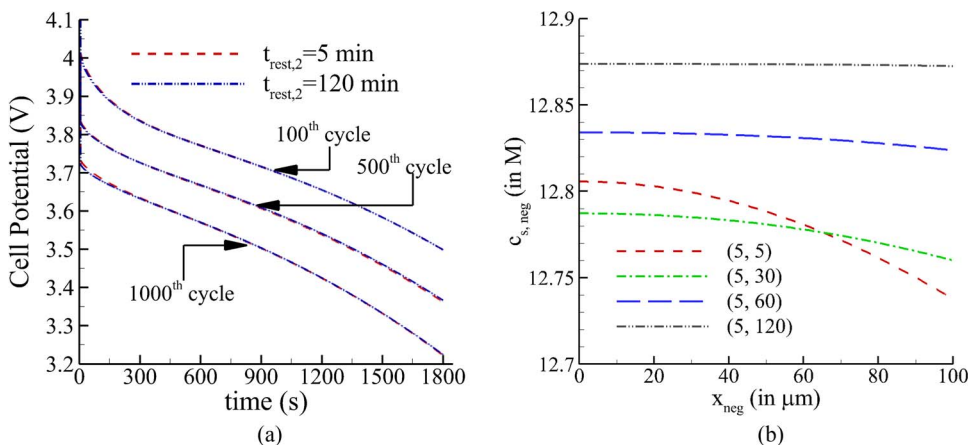 4.1
4
3.9
3.8
3.7
3.6
3.5
3.4
3.3
3.2
Cell Potential (V)
t_rest,2=5 min
t_rest,2=120 min
100th cycle
500th cycle
1000th cycle
0 300 600 900 1200 1500 1800
time (s)
(a)
12.9
12.85
12.8
12.75
12.7
c_s, neg (in M)
(5, 5)
(5, 30)
(5, 60)
(5, 120)
0 20 40 60 80 100
x_neg (in μm)
(b)